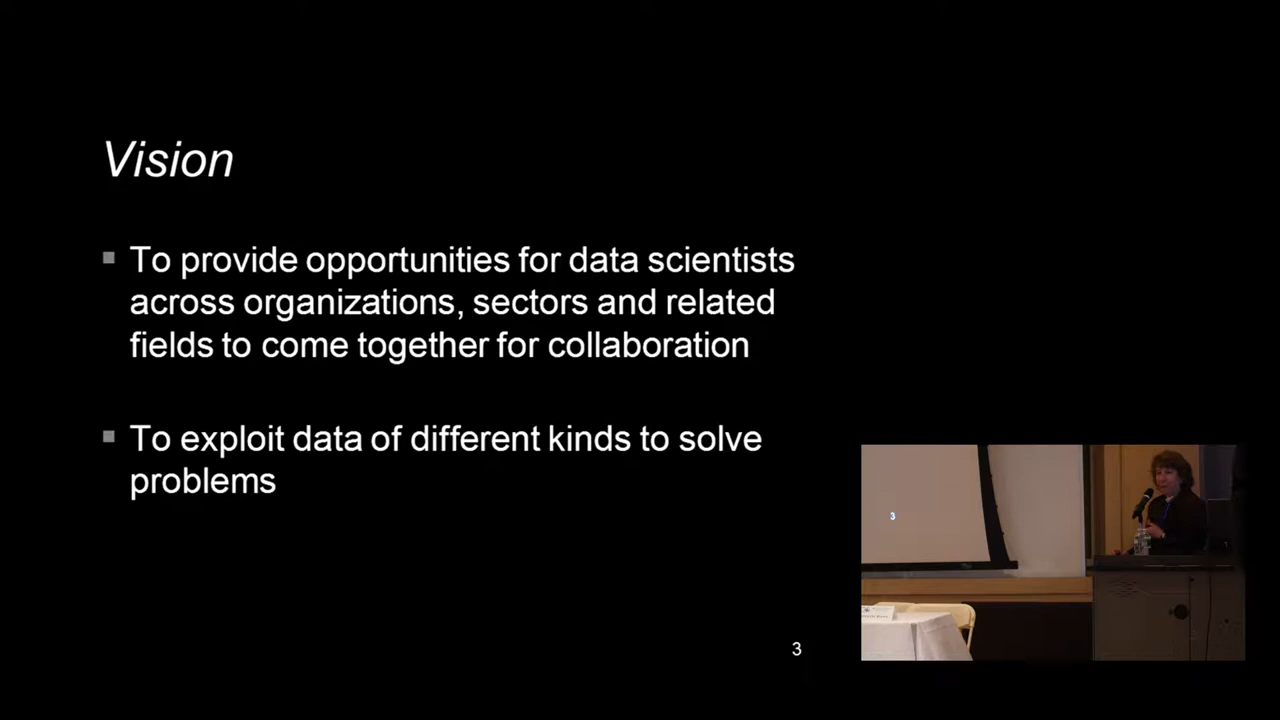 Vision
To provide opportunities for data scientists
across organizations, sectors and related
fields to come together for collaboration
To exploit data of different kinds to solve
problems
3
3